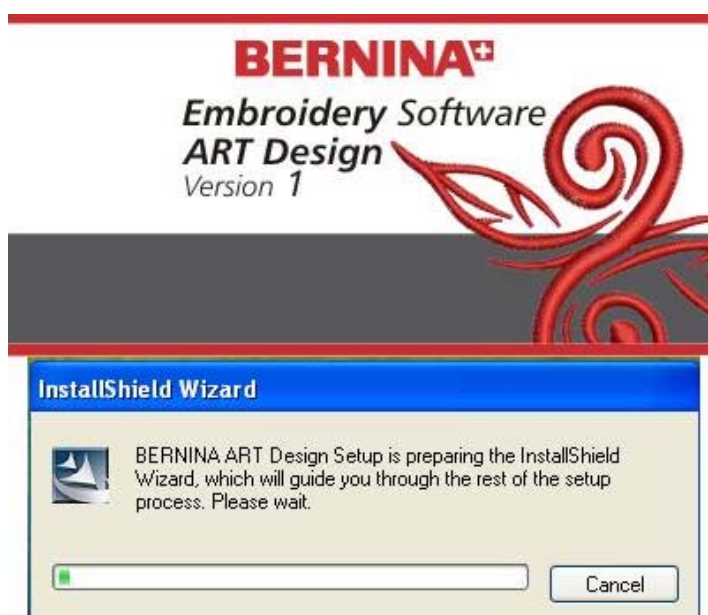 BERNINA
Embroidery Software
ART Design
Version 1
InstallShield Wizard
BERNINA ART Design Setup is preparing the InstallShield
Wizard, which will guide you through the rest of the setup
process. Please wait.
Cancel